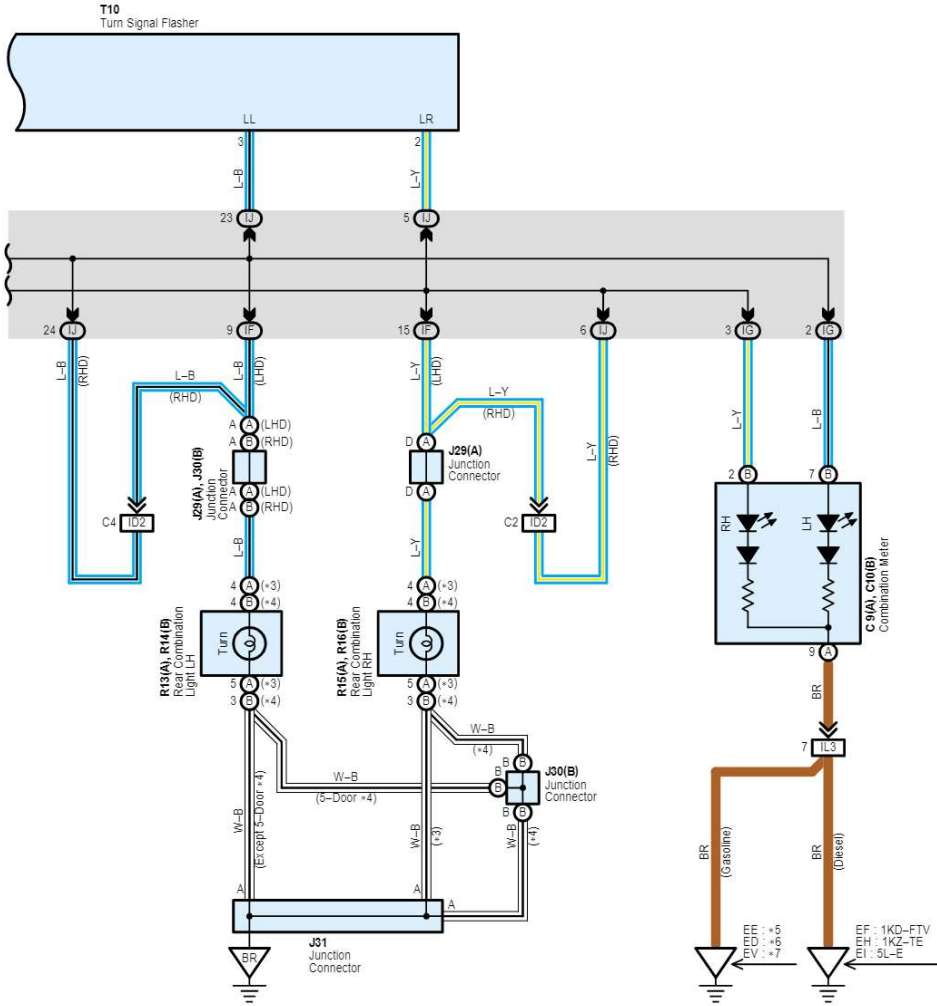 T10
Turn Signal Flasher
LL
LR
3
2
L–B
L–Y
23 IJ
5 IJ
24 IJ
9 IF
15 IF
6 IJ
3 IG
2 IG
L–B
(RHD)
L–B
(RHD)
L–B
(LHD)
L–Y
(LHD)
L–Y
(RHD)
L–Y
(RHD)
L–Y
L–B
A A (LHD)
A B (RHD)
D A
J29(A), J30(B)
Junction
Connector
J29(A)
Junction
Connector
A A (LHD)
A B (RHD)
D A
C4 ID2
C2 ID2
L–B
L–Y
2 B
7 B
RH
LH
C 9(A), C10(B)
Combination Meter
9 A
4 A (*3)
4 B (*4)
4 A (*3)
4 B (*4)
R13(A), R14(B)
Rear Combination
Light LH
Turn
R15(A), R16(B)
Rear Combination
Light RH
Turn
5 A (*3)
3 B (*4)
5 A (*3)
3 B (*4)
BR
7 IL3
W–B
(*4)
B B
B
B
W–B
(5–Door *4)
J30(B)
Junction
Connector
B B
W–B
(Except 5–Door *4)
W–B
(*3)
W–B
(*4)
BR
(Gasoline)
BR
(Diesel)
A
A
A
J31
Junction
Connector
BR
EE : *5
ED : *6
EV : *7
EF : 1KD–FTV
EH : 1KZ–TE
EI : 5L–E